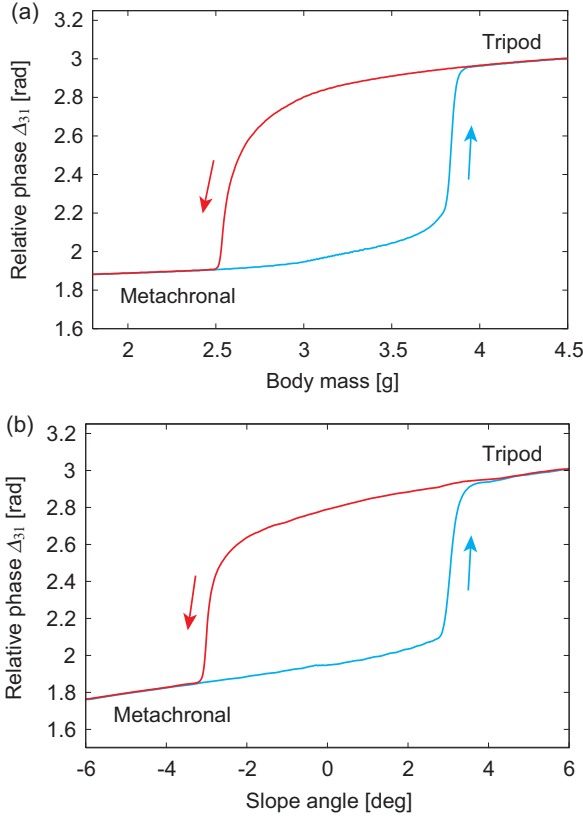 (a)
3.2
3
2.8
2.6
2.4
2.2
2
1.8
1.6
Relative phase Δ31 [rad]
Tripod
Metachronal
2 2.5 3 3.5 4 4.5
Body mass [g]
(b)
3.2
3
2.8
2.6
2.4
2.2
2
1.8
1.6
Relative phase Δ31 [rad]
Tripod
Metachronal
-6 -4 -2 0 2 4 6
Slope angle [deg]